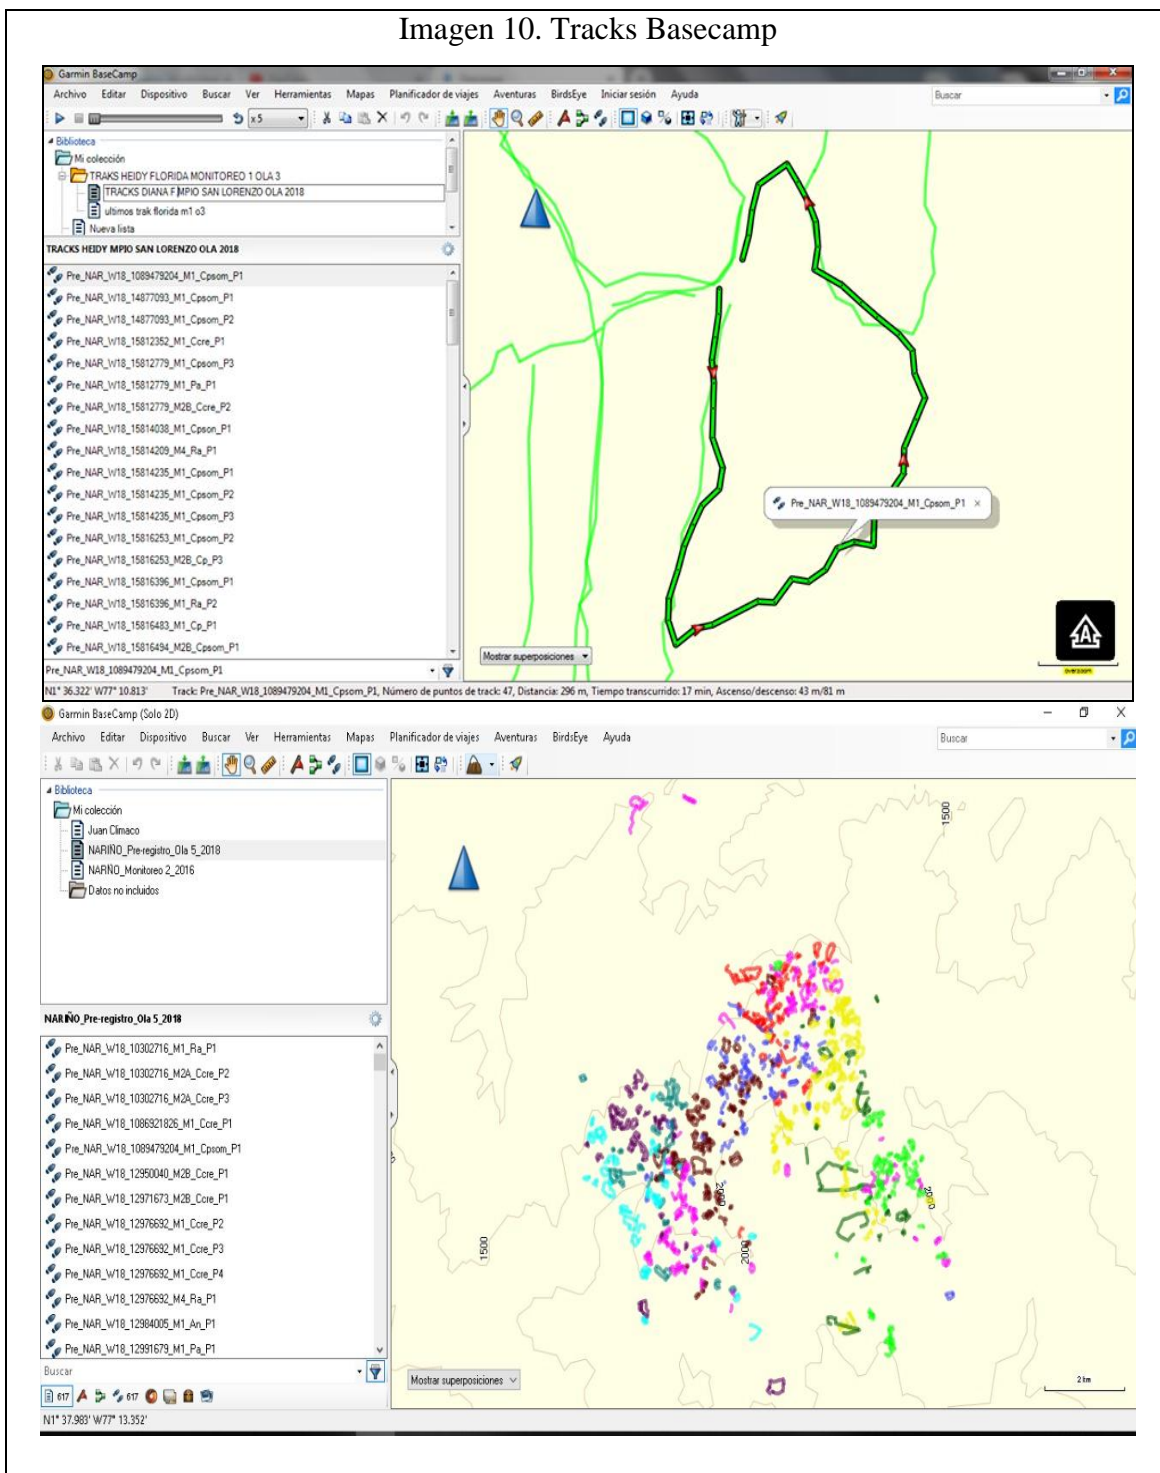 Imagen 10. Tracks Basecamp
Garmin BaseCamp
Archivo Editar Dispositivo Buscar Ver Herramientas Mapas Planificador de viajes Aventuras BirdsEye Iniciar sesión Ayuda
Buscar
x5
Biblioteca
Mi colección
TRAKS HEIDY FLORIDA MONITOREO 1 OLA 3
TRACKS DIANA F MPIO SAN LORENZO OLA 2018
ultimos trak florida m1 o3
Nueva lista
TRACKS HEIDY MPIO SAN LORENZO OLA 2018
Pre_NAR_W18_1089479204_M1_Cpsom_P1
Pre_NAR_W18_14877093_M1_Cpsom_P1
Pre_NAR_W18_14877093_M1_Cpsom_P2
Pre_NAR_W18_15812352_M1_Ccre_P1
Pre_NAR_W18_15812779_M1_Cpsom_P3
Pre_NAR_W18_15812779_M1_Pa_P1
Pre_NAR_W18_15812779_M2B_Ccre_P2
Pre_NAR_W18_15814038_M1_Cpson_P1
Pre_NAR_W18_15814209_M4_Ra_P1
Pre_NAR_W18_15814235_M1_Cpsom_P1
Pre_NAR_W18_15814235_M1_Cpsom_P2
Pre_NAR_W18_15814235_M1_Cpsom_P3
Pre_NAR_W18_15816253_M1_Cpsom_P2
Pre_NAR_W18_15816253_M2B_Cp_P3
Pre_NAR_W18_15816396_M1_Cpsom_P1
Pre_NAR_W18_15816396_M1_Ra_P2
Pre_NAR_W18_15816483_M1_Cp_P1
Pre_NAR_W18_15816494_M2B_Cpsom_P1
Pre_NAR_W18_1089479204_M1_Cpsom_P1
Pre_NAR_W18_1089479204_M1_Cpsom_P1
Mostrar superposiciones
A
overzoom
N1° 36.322' W77° 10.813' Track: Pre_NAR_W18_1089479204_M1_Cpsom_P1, Número de puntos de track: 47, Distancia: 296 m, Tiempo transcurrido: 17 min, Ascenso/descenso: 43 m/81 m
Garmin BaseCamp (Solo 2D)
Archivo Editar Dispositivo Buscar Ver Herramientas Mapas Planificador de viajes Aventuras BirdsEye Ayuda
Buscar
Biblioteca
Mi colección
Juan Climaco
NARIÑO_Pre-registro_Ola 5_2018
NARIÑO_Monitoreo 2_2016
Datos no incluidos
NARIÑO_Pre-registro_Ola 5_2018
Pre_NAR_W18_10302716_M1_Ra_P1
Pre_NAR_W18_10302716_M2A_Ccre_P2
Pre_NAR_W18_10302716_M2A_Ccre_P3
Pre_NAR_W18_1086921826_M1_Ccre_P1
Pre_NAR_W18_1089479204_M1_Cpsom_P1
Pre_NAR_W18_12950040_M2B_Ccre_P1
Pre_NAR_W18_12971673_M2B_Ccre_P1
Pre_NAR_W18_12976692_M1_Ccre_P2
Pre_NAR_W18_12976692_M1_Ccre_P3
Pre_NAR_W18_12976692_M1_Ccre_P4
Pre_NAR_W18_12976692_M4_Ra_P1
Pre_NAR_W18_12984005_M1_An_P1
Pre_NAR_W18_12991679_M1_Pa_P1
Buscar
617 617
1500
1500
2000
2000
2000
Mostrar superposiciones
2 km
N1° 37.983' W77° 13.352'